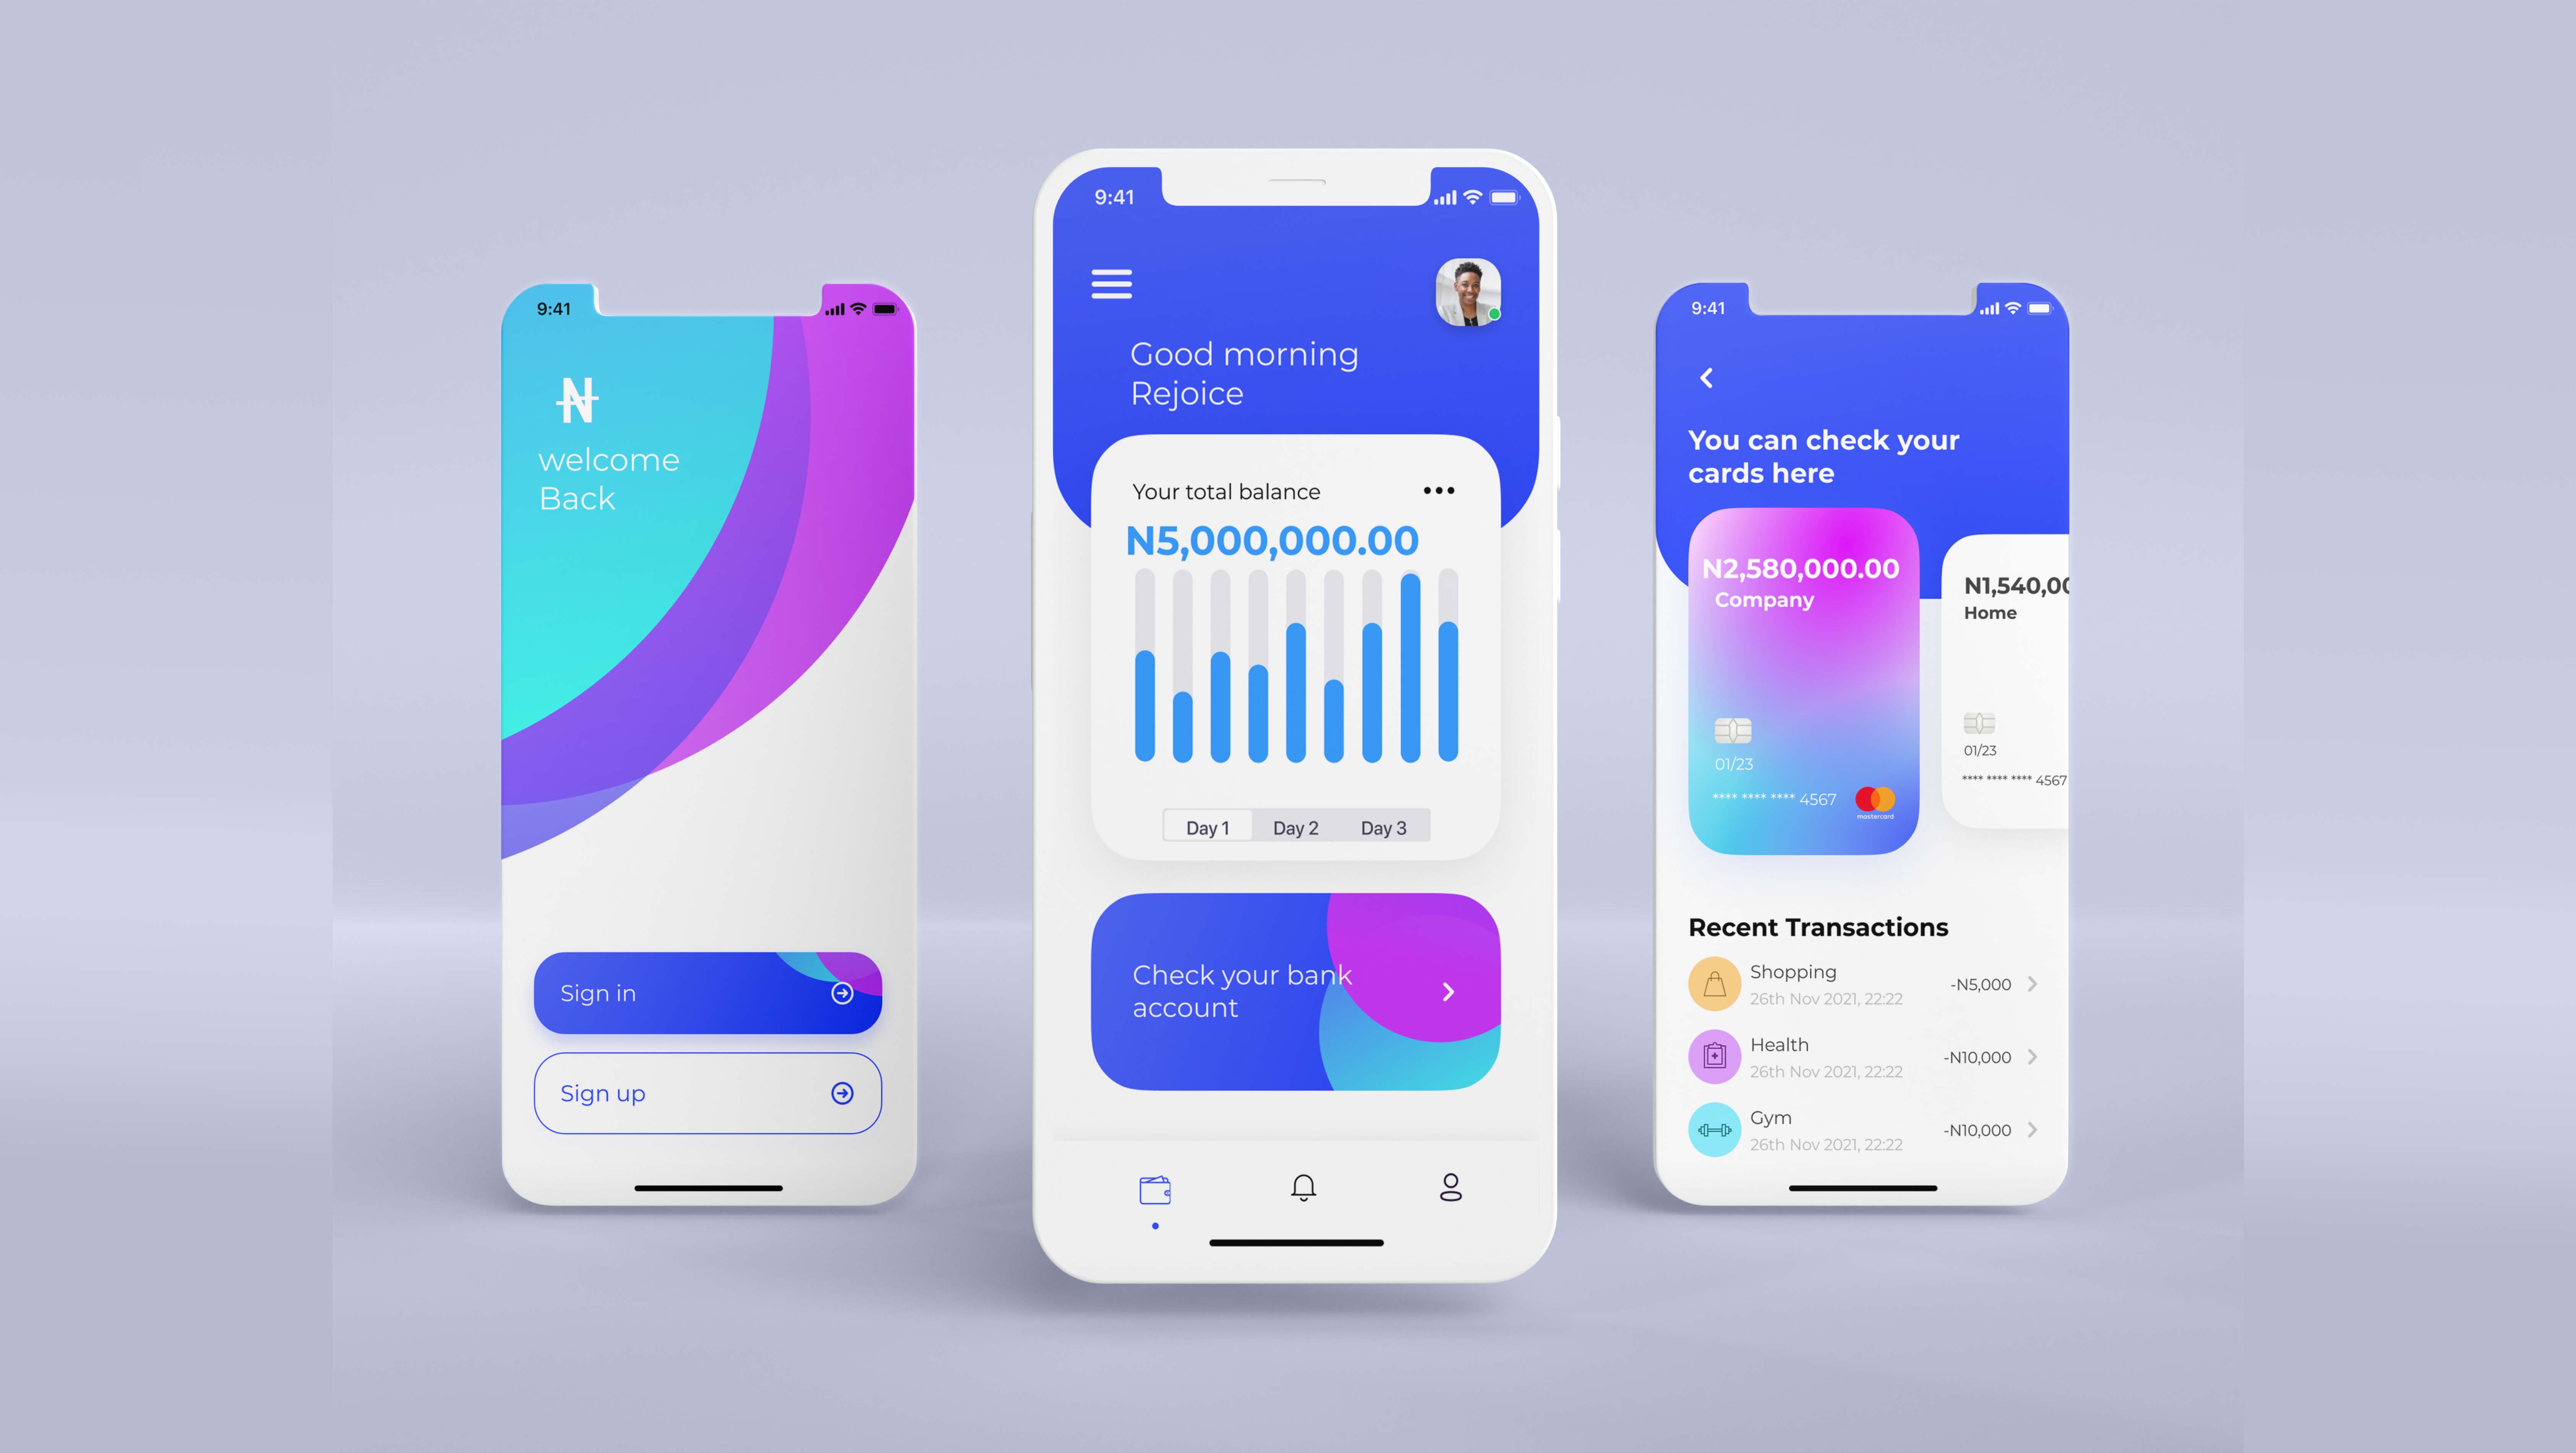 9:41
₦
welcome
Back
Sign in
Sign up
9:41
Good morning
Rejoice
Your total balance
N5,000,000.00
Day 1 Day 2 Day 3
Check your bank
account
9:41
You can check your
cards here
N2,580,000.00
Company
01/23
**** **** **** 4567
mastercard
N1,540,00
Home
01/23
**** **** **** 4567
Recent Transactions
Shopping
26th Nov 2021, 22:22
-N5,000
Health
26th Nov 2021, 22:22
-N10,000
Gym
26th Nov 2021, 22:22
-N10,000